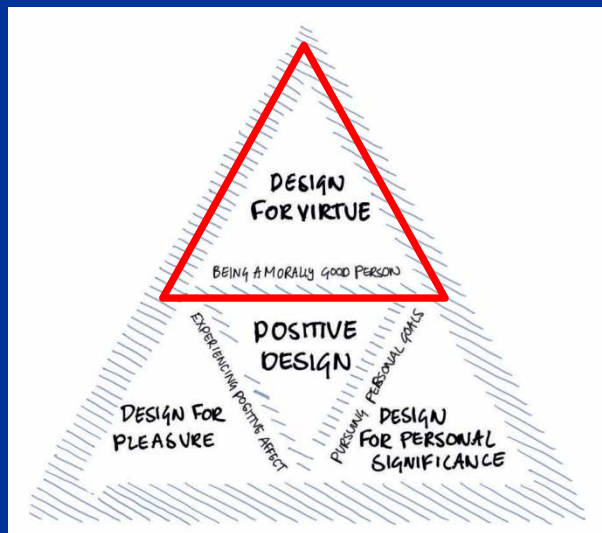 DESIGN
FOR VIRTUE
BEING A MORALLY GOOD PERSON
POSITIVE
DESIGN
EXPERIENCING POSITIVE AFFECT
PURSUING PERSONAL GOALS
DESIGN FOR
PLEASURE
DESIGN
FOR PERSONAL
SIGNIFICANCE